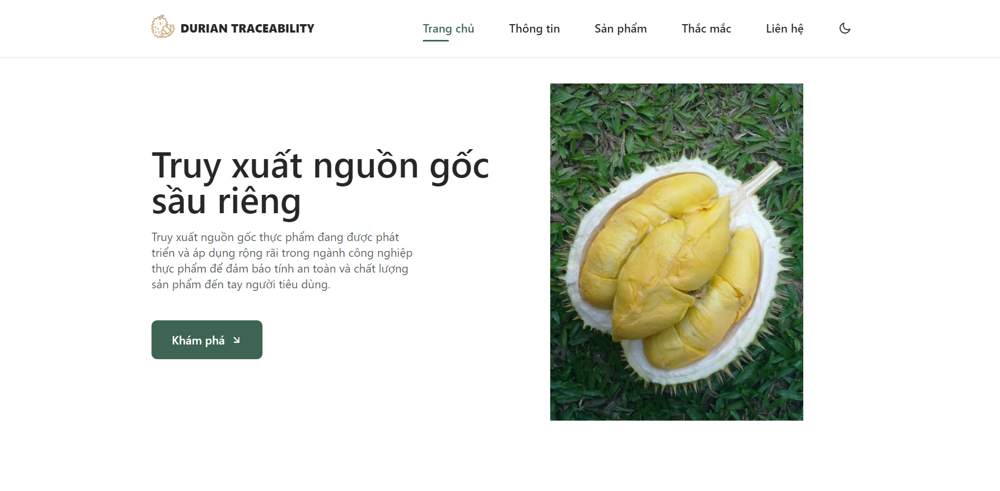 DURIAN TRACEABILITY
Trang chủ
Thông tin
Sản phẩm
Thắc mắc
Liên hệ
Truy xuất nguồn gốc
sầu riêng
Truy xuất nguồn gốc thực phẩm đang được phát
triển và áp dụng rộng rãi trong ngành công nghiệp
thực phẩm để đảm bảo tính an toàn và chất lượng
sản phẩm đến tay người tiêu dùng.
Khám phá